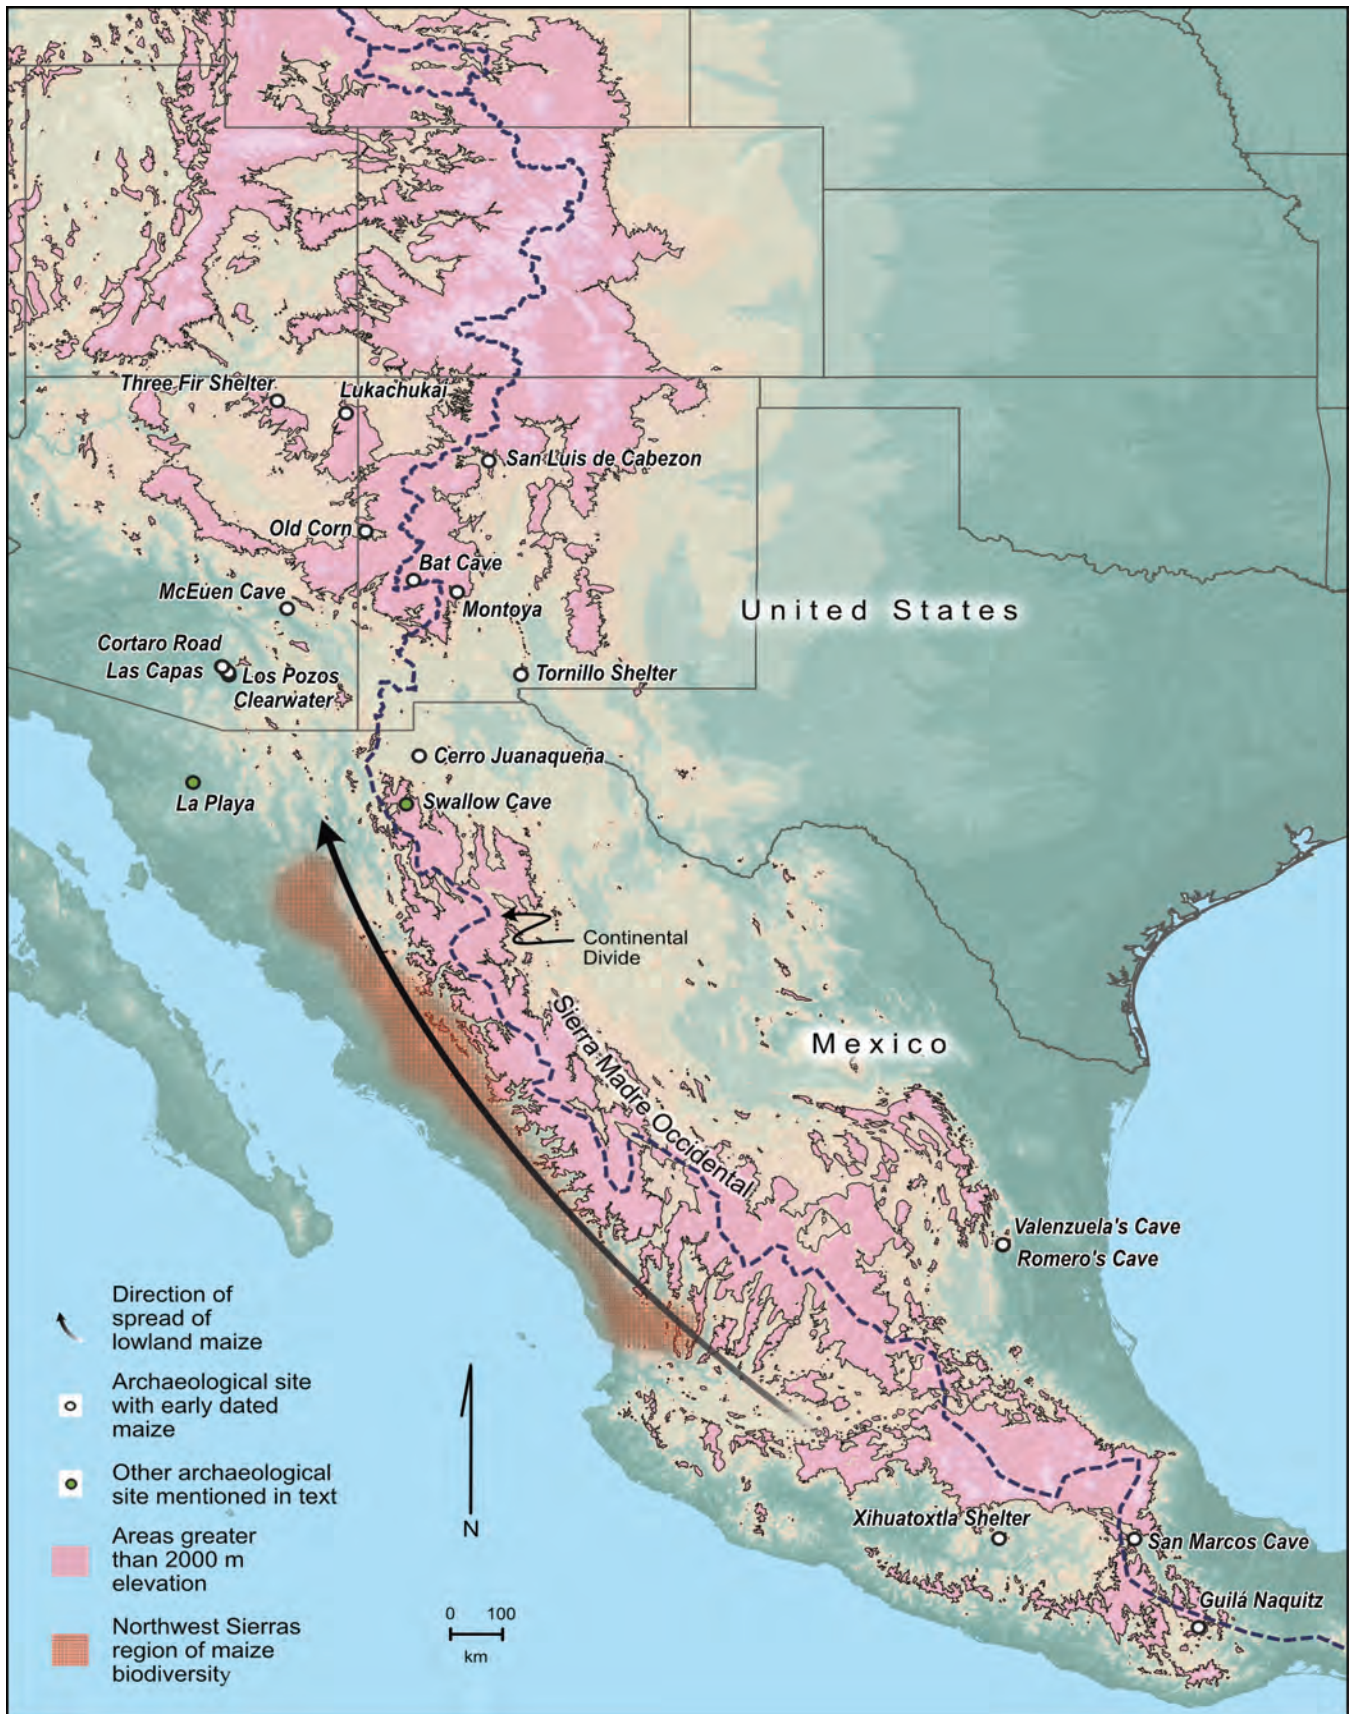 Three Fir Shelter
Lukachukai
San Luis de Cabezon
Old Corn
Bat Cave
McEuen Cave
Montoya
United States
Cortaro Road
Las Capas
Los Pozos
Clearwater
Tornillo Shelter
Cerro Juanaqueña
La Playa
Swallow Cave
Continental
Divide
Sierra Madre Occidental
Mexico
Valenzuela's Cave
Romero's Cave
Direction of
spread of
lowland maize
Archaeological site
with early dated
maize
Other archaeological
site mentioned in text
Areas greater
than 2000 m
elevation
Northwest Sierras
region of maize
biodiversity
N
0 100
km
Xihuatoxtla Shelter
San Marcos Cave
Guilá Naquitz